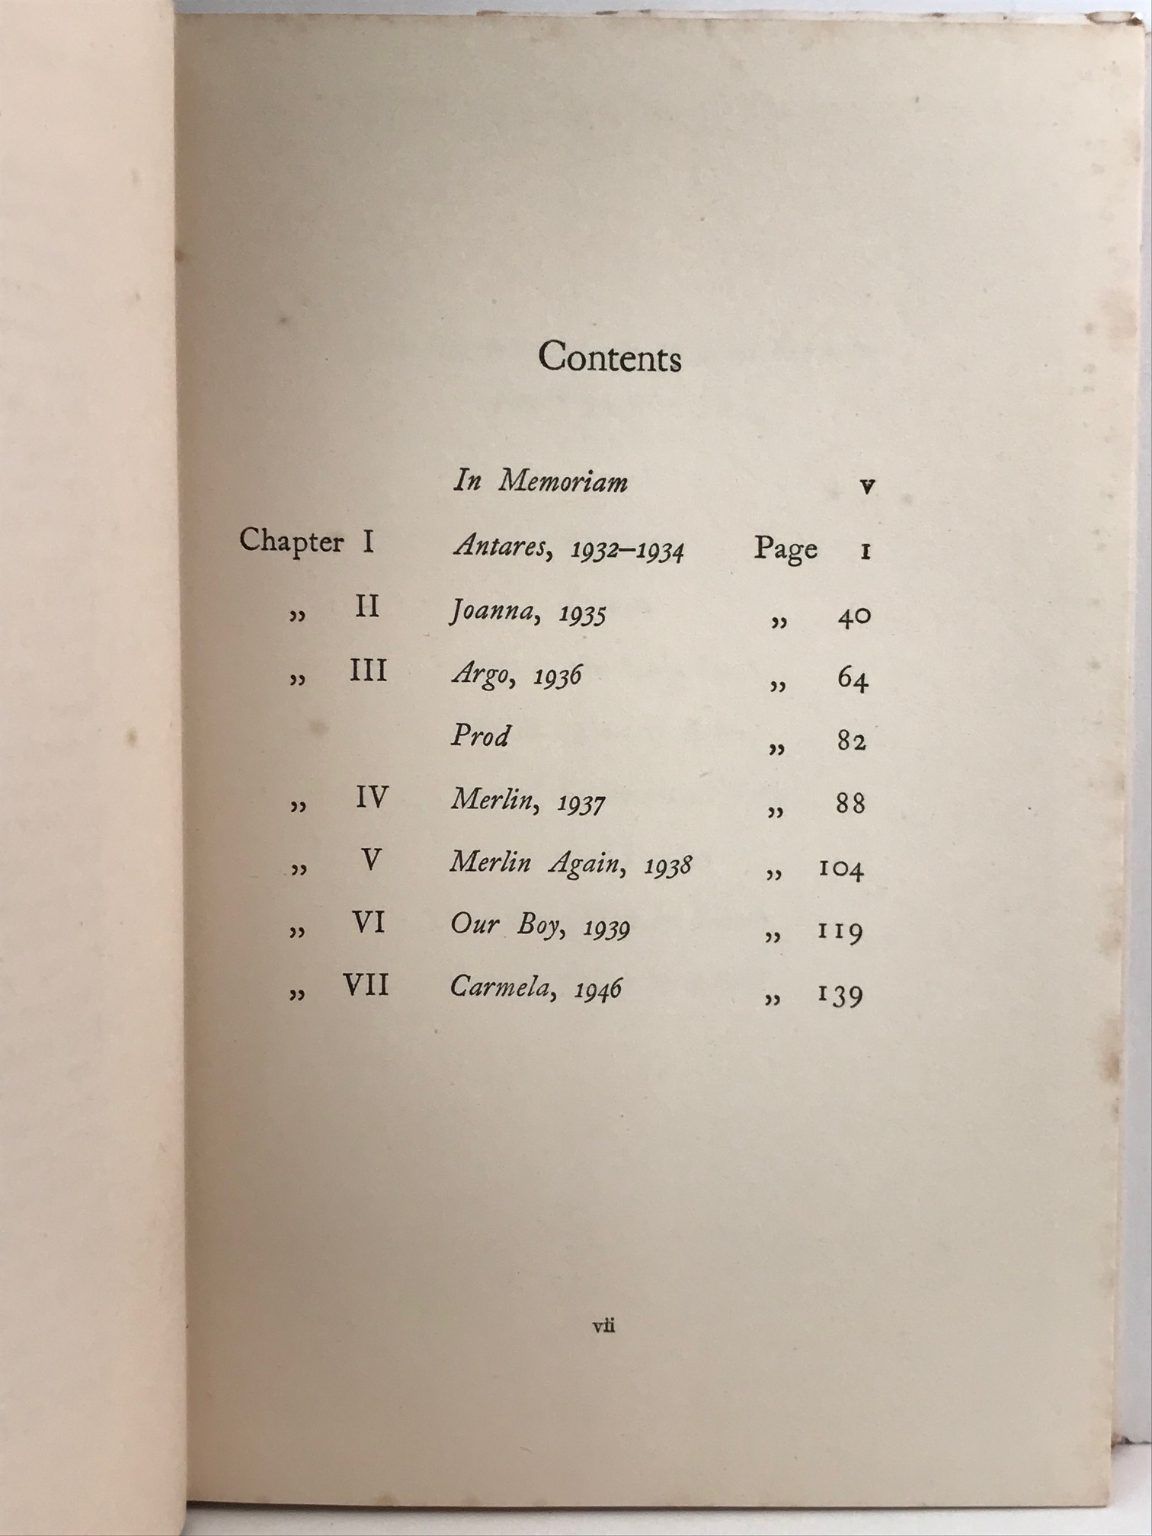 Contents
In Memoriam v
Chapter I Antares, 1932–1934 Page 1
„ II Joanna, 1935 „ 40
„ III Argo, 1936 „ 64
Prod „ 82
„ IV Merlin, 1937 „ 88
„ V Merlin Again, 1938 „ 104
„ VI Our Boy, 1939 „ 119
„ VII Carmela, 1946 „ 139
vii